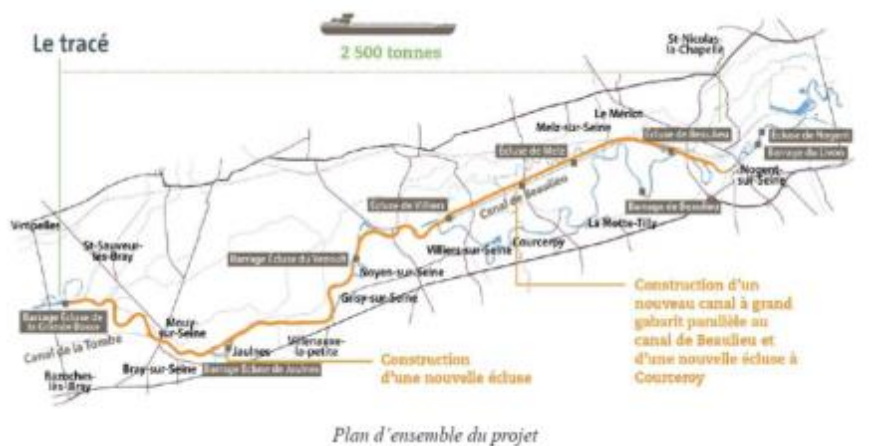 Le tracé
2 500 tonnes
St-Nicolas
-la-Chapelle
Le Mériot
Melz-sur-Seine
Écluse de Beaulieu
Écluse de Nogent
Barrage de Livon
Écluse de Melz
Nogent
-sur-Seine
Canal de Beaulieu
Barrage de Beaulieu
Écluse de Villiers
La Motte-Tilly
Vimpelles
St-Sauveur-
lès-Bray
Courceroy
Villiers-sur-Seine
Barrage Écluse du Vezoult
Noyen-sur-Seine
Grisy-sur-Seine
Barrage Écluse de
la Grande-Bosse
Mouy-
sur-Seine
Canal de la Tombe
Villenauxe-
la-petite
Jaulnes
Bazoches-
lès-Bray
Bray-sur-Seine
Barrage Écluse de Jaulnes
Construction
d'une nouvelle écluse
Construction d'un
nouveau canal à grand
gabarit parallèle au
canal de Beaulieu et
d'une nouvelle écluse à
Courceroy
Plan d'ensemble du projet